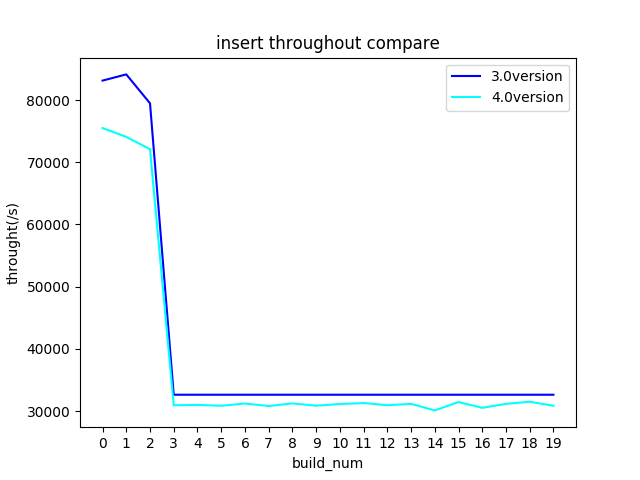 insert throughout compare
3.0version
4.0version
throught(/s)
80000
70000
60000
50000
40000
30000
0 1 2 3 4 5 6 7 8 9 10 11 12 13 14 15 16 17 18 19
build_num